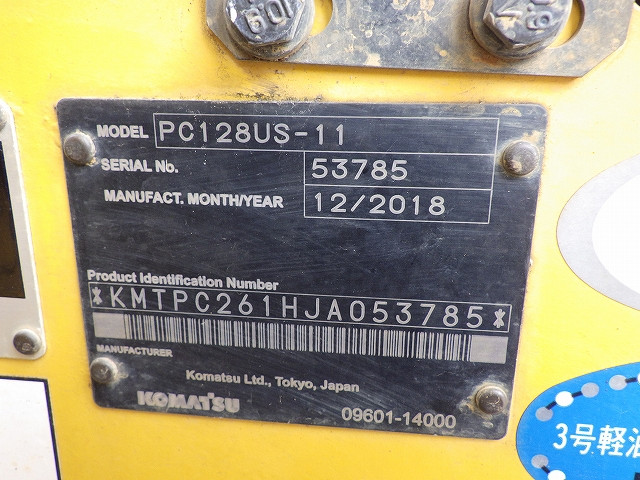 MODEL PC128US-11
SERIAL No. 53785
MANUFACT. MONTH/YEAR 12/2018
Product Identification Number
*KMTPC261HJA053785*
MANUFACTURER
Komatsu Ltd., Tokyo, Japan
KOMATSU
09601-14000
3号軽油